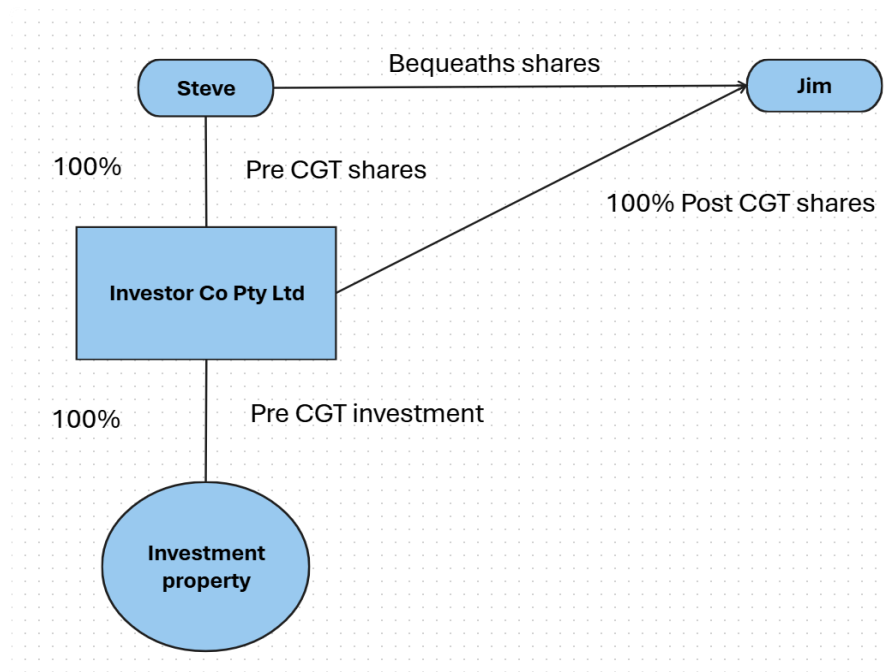 Bequeaths shares
Steve
Jim
100%
Pre CGT shares
100% Post CGT shares
Investor Co Pty Ltd
100%
Pre CGT investment
Investment
property